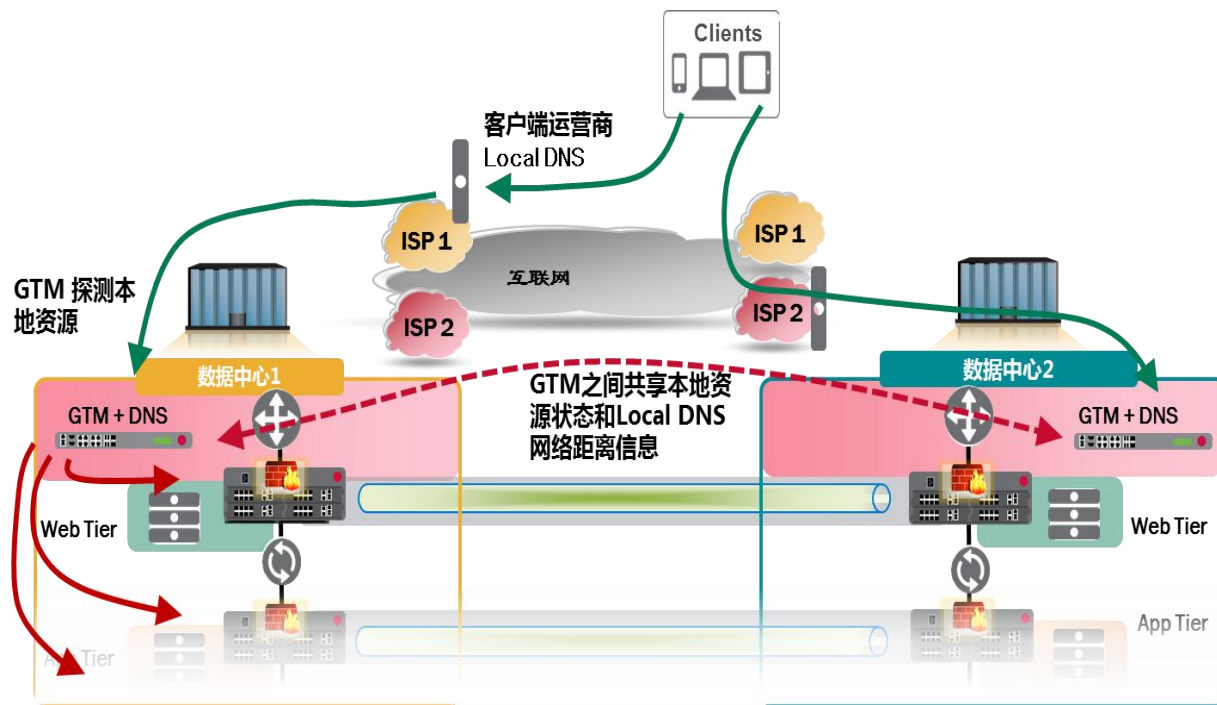 Clients
客户端运营商
Local DNS
ISP 1
ISP 1
互联网
GTM 探测本
地资源
ISP 2
ISP 2
数据中心1
数据中心2
GTM之间共享本地资
源状态和Local DNS
网络距离信息
GTM + DNS
GTM + DNS
Web Tier
Web Tier
App Tier
App Tier